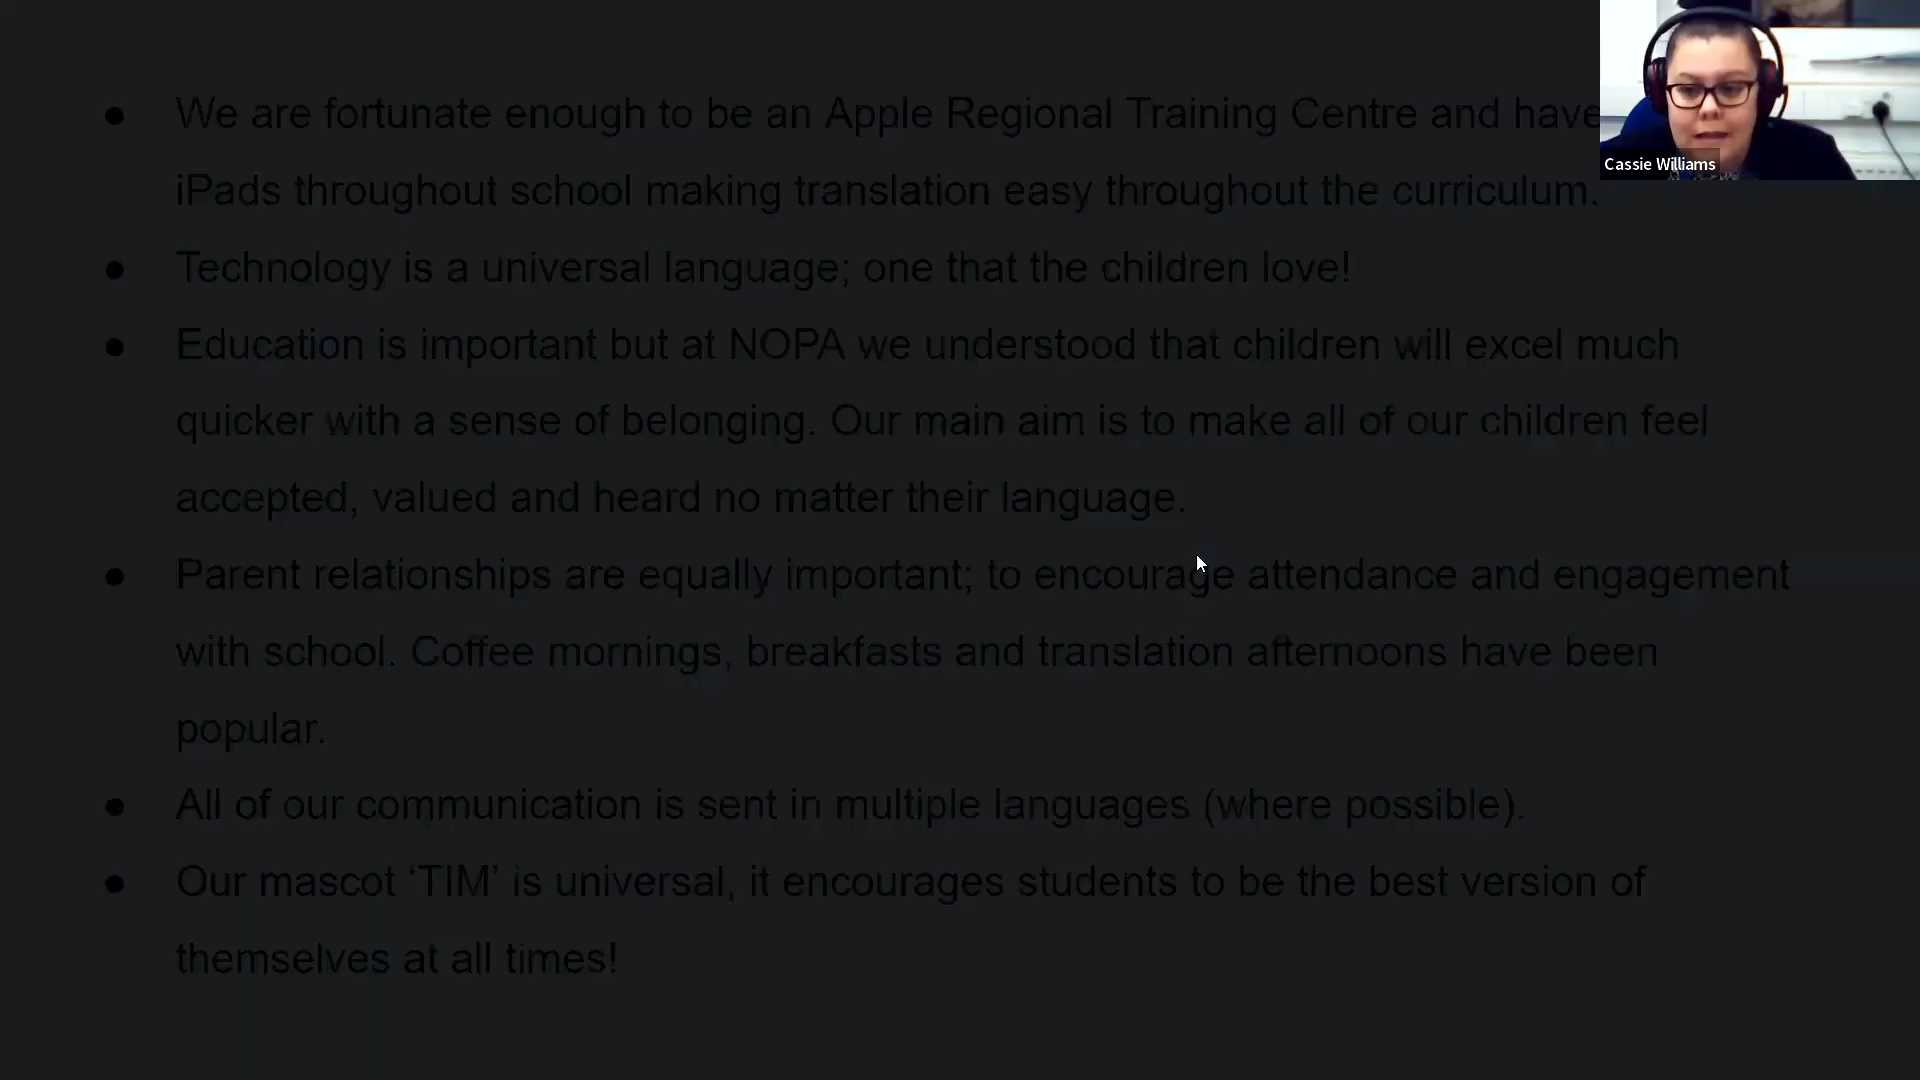 ● We are fortunate enough to be an Apple Regional Training Centre and have
iPads throughout school making translation easy throughout the curriculum.
● Technology is a universal language; one that the children love!
● Education is important but at NOPA we understood that children will excel much
quicker with a sense of belonging. Our main aim is to make all of our children feel
accepted, valued and heard no matter their language.
● Parent relationships are equally important; to encourage attendance and engagement
with school. Coffee mornings, breakfasts and translation afternoons have been
popular.
● All of our communication is sent in multiple languages (where possible).
● Our mascot ‘TIM’ is universal, it encourages students to be the best version of
themselves at all times!
Cassie Williams